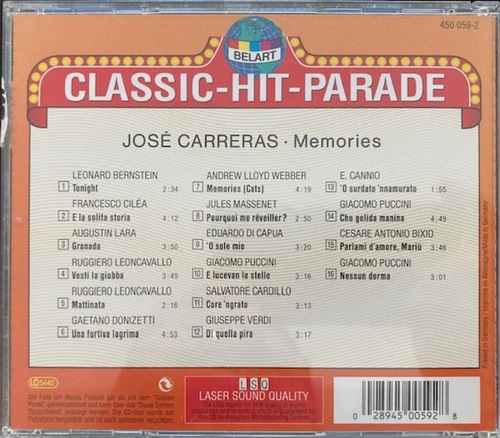 450 059-2
BELART
CLASSIC-HIT-PARADE
JOSÉ CARRERAS · Memories
LEONARD BERNSTEIN
1 Tonight 2:34
FRANCESCO CILÉA
2 E la solita storia 4:12
AUGUSTIN LARA
3 Granada 3:50
RUGGIERO LEONCAVALLO
4 Vesti la giobba 3:49
RUGGIERO LEONCAVALLO
5 Mattinata 2:16
GAETANO DONIZETTI
6 Una furtiva lagrima 4:53
ANDREW LLOYD WEBBER
7 Memories (Cats) 4:19
JULES MASSENET
8 Pourquoi me réveiller? 2:50
EDUARDO DI CAPUA
9 'O sole mio 3:20
GIACOMO PUCCINI
10 E lucevan le stelle 3:16
SALVATORE CARDILLO
11 Core 'ngrato 3:13
GIUSEPPE VERDI
12 Di quella pira 3:17
E. CANNIO
13 'O surdato 'nnamurato 1:55
GIACOMO PUCCINI
14 Che gelida manina 4:49
CESARE ANTONIO BIXIO
15 Parlami d'amore, Mariù 3:46
GIACOMO PUCCINI
16 Nessun dorma 3:01
LC 5440
LSQ
LASER SOUND QUALITY
0 28945 00592 8